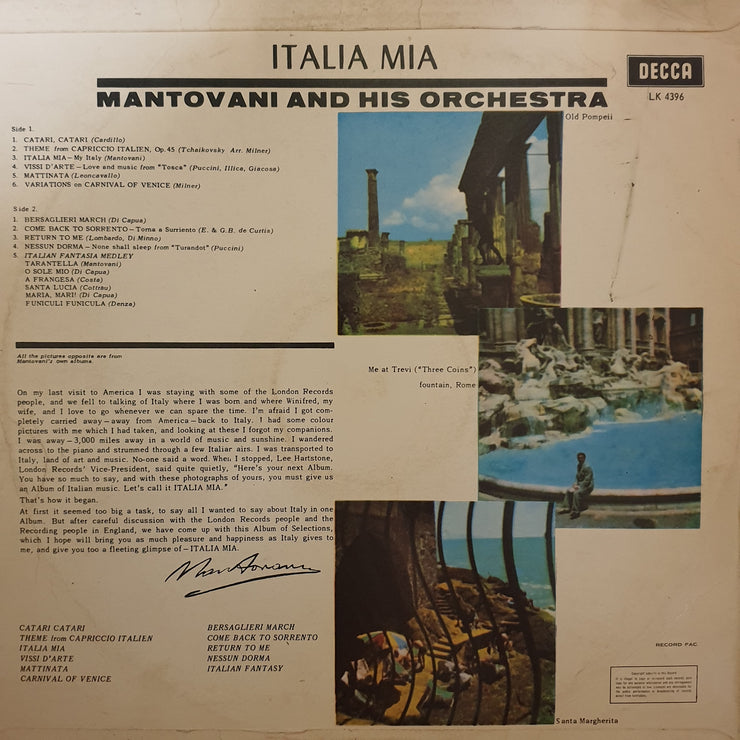 ITALIA MIA
DECCA
MANTOVANI AND HIS ORCHESTRA
LK 4396
Old Pompeii
Side 1.
1. CATARI, CATARI (Cardillo)
2. THEME from CAPRICCIO ITALIEN, Op. 45 (Tchaikovsky Arr. Milner)
3. ITALIA MIA – My Italy (Mantovani)
4. VISSI D'ARTE – Love and music from "Tosca" (Puccini, Illica, Giacosa)
5. MATTINATA (Leoncavallo)
6. VARIATIONS on CARNIVAL OF VENICE (Milner)
Side 2.
1. BERSAGLIERI MARCH (Di Capua)
2. COME BACK TO SORRENTO – Torna a Surriento (E. & G.B. de Curtis)
3. RETURN TO ME (Lombardo, Di Minno)
4. NESSUN DORMA – None shall sleep from "Turandot" (Puccini)
5. ITALIAN FANTASIA MEDLEY
TARANTELLA (Mantovani)
O SOLE MIO (Di Capua)
A FRANGESA (Costa)
SANTA LUCIA (Cottrau)
MARIA, MARI! (Di Capua)
FUNICULI FUNICULA (Denza)
All the pictures opposite are from
Mantovani's own albums.
Me at Trevi ("Three Coins")
fountain, Rome
On my last visit to America I was staying with some of the London Records
people, and we fell to talking of Italy where I was born and where Winifred, my
wife, and I love to go whenever we can spare the time. I'm afraid I got com-
pletely carried away – away from America – back to Italy. I had some colour
pictures with me which I had taken, and looking at these I forgot my companions.
I was away – 3,000 miles away in a world of music and sunshine. I wandered
across to the piano and strummed through a few Italiar airs. I was transported to
Italy, land of art and music. No-one said a word. When I stopped, Lee Hartstone,
London Records' Vice-President, said quite quietly, "Here's your next Album.
You have so much to say, and with these photographs of yours, you must give us
an Album of Italian music. Let's call it ITALIA MIA."
That's how it began.
At first it seemed too big a task, to say all I wanted to say about Italy in one
Album. But after careful discussion with the London Records people and the
Recording people in England, we have come up with this Album of Selections,
which I hope will bring you as much pleasure and happiness as Italy gives to
me, and give you too a fleeting glimpse of – ITALIA MIA.
Mantovani
CATARI CATARI
THEME from CAPRICCIO ITALIEN
ITALIA MIA
VISSI D'ARTE
MATTINATA
CARNIVAL OF VENICE
BERSAGLIERI MARCH
COME BACK TO SORRENTO
RETURN TO ME
NESSUN DORMA
ITALIAN FANTASY
RECORD FAC
Santa Margherita